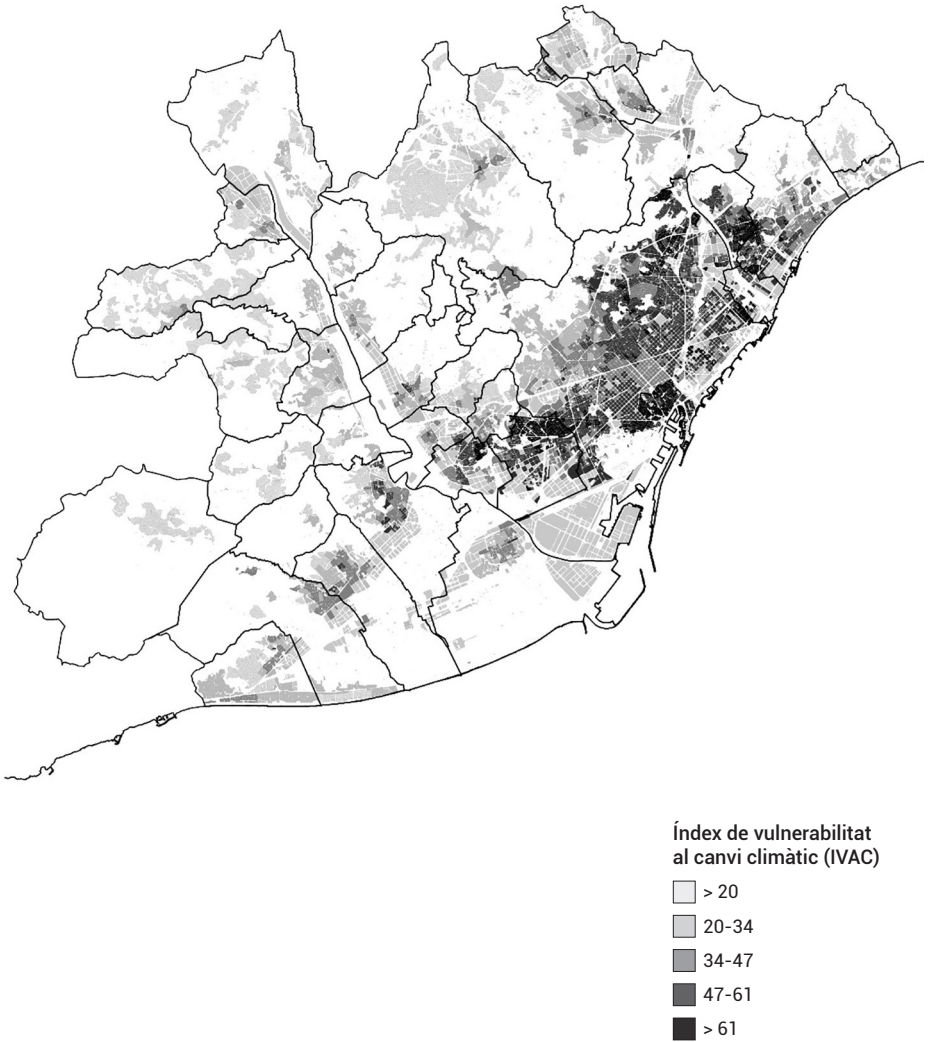 Índex de vulnerabilitat
al canvi climàtic (IVAC)
> 20
20-34
34-47
47-61
> 61